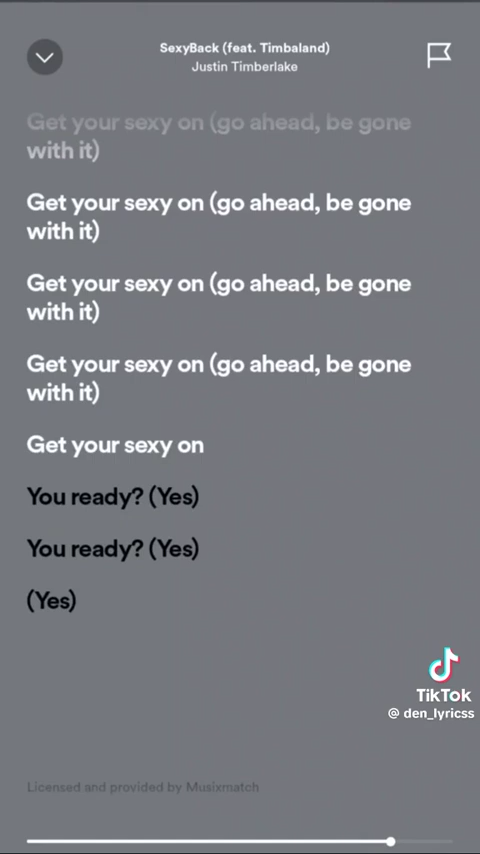 SexyBack (feat. Timbaland)
Justin Timberlake
Get your sexy on (go ahead, be gone
with it)
Get your sexy on (go ahead, be gone
with it)
Get your sexy on (go ahead, be gone
with it)
Get your sexy on (go ahead, be gone
with it)
Get your sexy on
You ready? (Yes)
You ready? (Yes)
(Yes)
TikTok
@ den_lyricss
Licensed and provided by Musixmatch